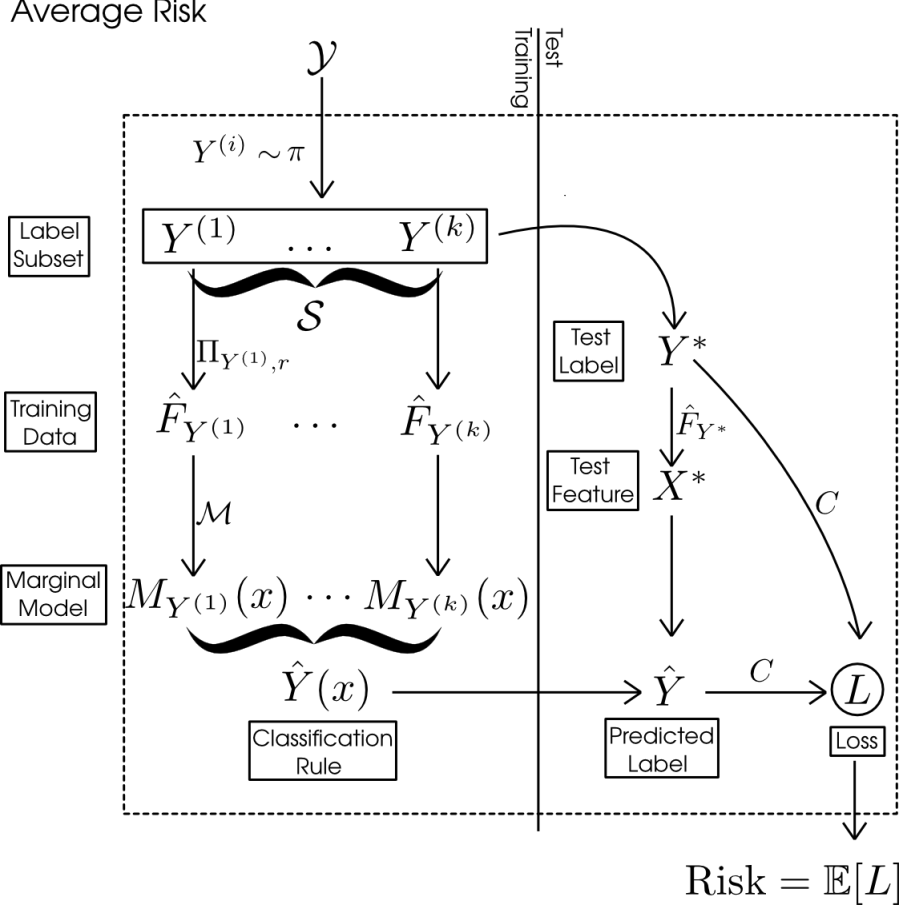 Average Risk
𝒴
Training
Test
Y^{(i)} ∼ π
Label
Subset
Y^{(1)} … Y^{(k)}
𝒮
Π_{Y^{(1)},r}
Test
Label
Y*
Training
Data
F̂_{Y^{(1)}} … F̂_{Y^{(k)}}
F̂_{Y*}
Test
Feature
X*
C
ℳ
Marginal
Model
M_{Y^{(1)}}(x) ⋯ M_{Y^{(k)}}(x)
Ŷ(x)
Ŷ
C
L
Classification
Rule
Predicted
Label
Loss
Risk = 𝔼[L]